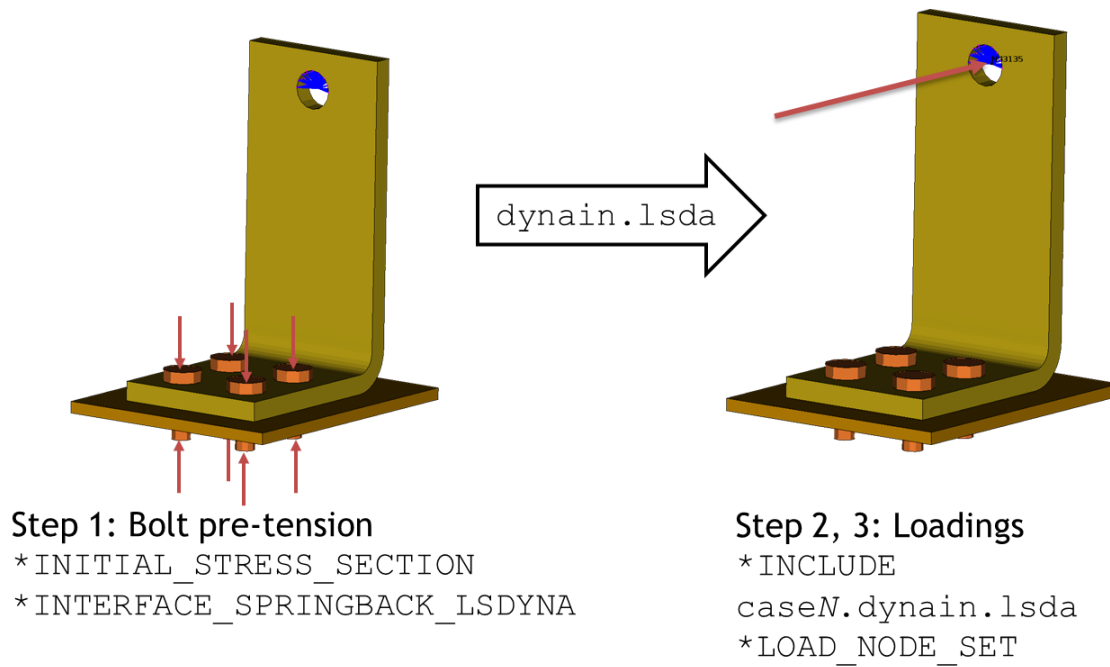 dynain.lsda
Step 1: Bolt pre-tension
*INITIAL_STRESS_SECTION
*INTERFACE_SPRINGBACK_LSDYNA
Step 2, 3: Loadings
*INCLUDE
caseN.dynain.lsda
*LOAD_NODE_SET